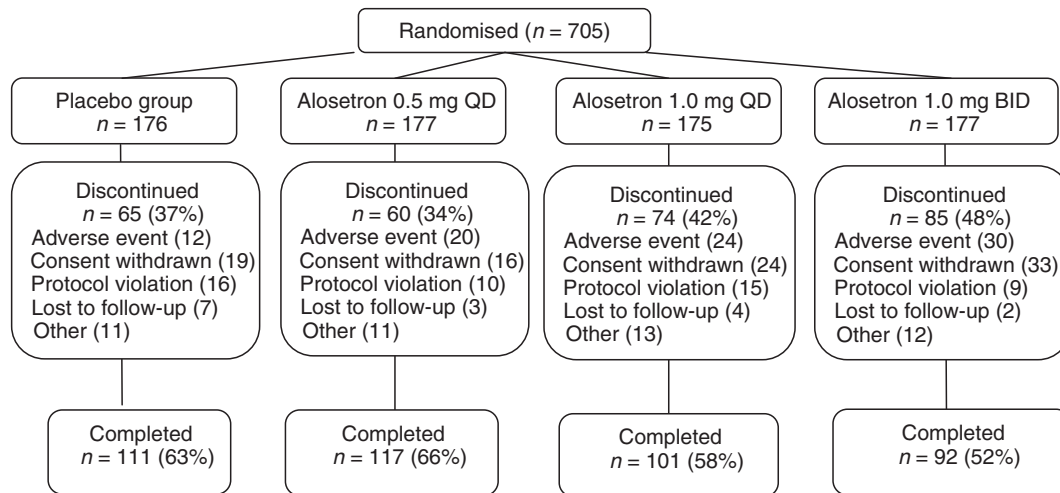 Randomised (n = 705)
Placebo group
n = 176
Alosetron 0.5 mg QD
n = 177
Alosetron 1.0 mg QD
n = 175
Alosetron 1.0 mg BID
n = 177
Discontinued
n = 65 (37%)
Adverse event (12)
Consent withdrawn (19)
Protocol violation (16)
Lost to follow-up (7)
Other (11)
Discontinued
n = 60 (34%)
Adverse event (20)
Consent withdrawn (16)
Protocol violation (10)
Lost to follow-up (3)
Other (11)
Discontinued
n = 74 (42%)
Adverse event (24)
Consent withdrawn (24)
Protocol violation (15)
Lost to follow-up (4)
Other (13)
Discontinued
n = 85 (48%)
Adverse event (30)
Consent withdrawn (33)
Protocol violation (9)
Lost to follow-up (2)
Other (12)
Completed
n = 111 (63%)
Completed
n = 117 (66%)
Completed
n = 101 (58%)
Completed
n = 92 (52%)